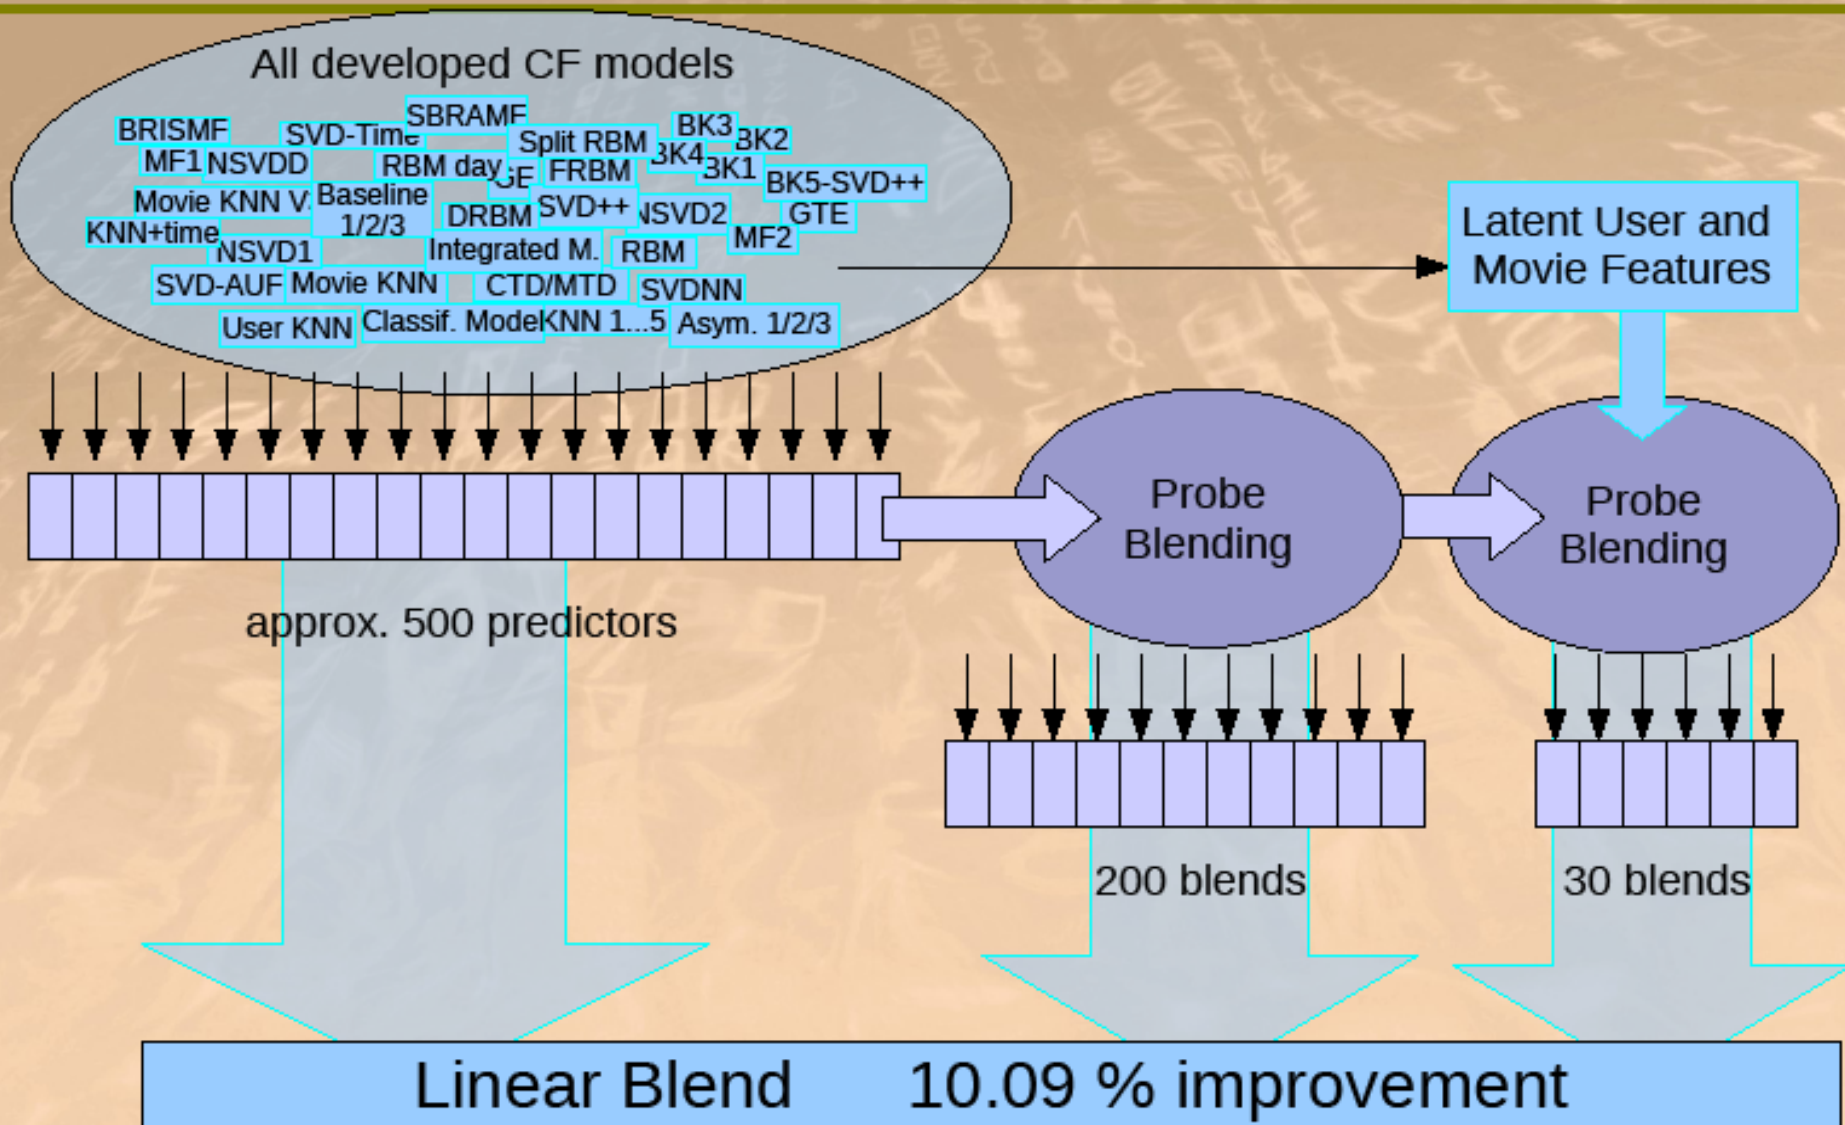 All developed CF models
SBRAMF
BRISMF
SVD-Time
Split RBM
BK3
BK2
MF1
NSVDD
RBM day
GE
FRBM
BK4
BK1
BK5-SVD++
Movie KNN V
Baseline
1/2/3
DRBM
SVD++
NSVD2
GTE
KNN+time
NSVD1
Integrated M.
RBM
MF2
SVD-AUF
Movie KNN
CTD/MTD
SVDNN
User KNN
Classif. Model
KNN 1...5
Asym. 1/2/3
Latent User and
Movie Features
Probe
Blending
Probe
Blending
approx. 500 predictors
200 blends
30 blends
Linear Blend 10.09 % improvement